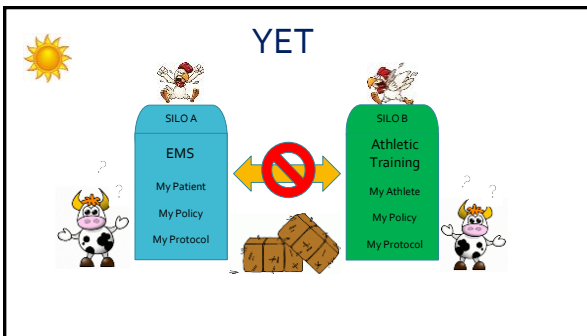 YET
SILO A
EMS
My Patient
My Policy
My Protocol
SILO B
Athletic
Training
My Athlete
My Policy
My Protocol
?
?
?
?